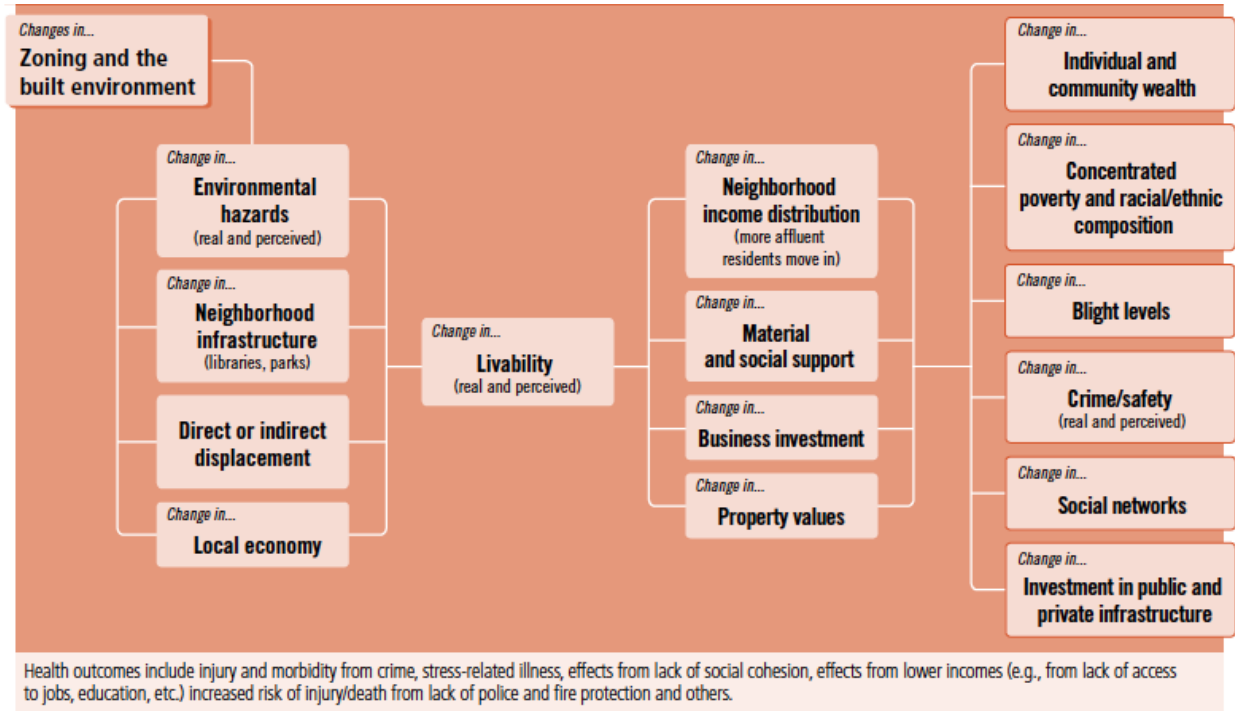 Changes in...
Zoning and the
built environment
Change in...
Environmental
hazards
(real and perceived)
Change in...
Neighborhood
infrastructure
(libraries, parks)
Direct or indirect
displacement
Change in...
Local economy
Change in...
Livability
(real and perceived)
Change in...
Neighborhood
income distribution
(more affluent
residents move in)
Change in...
Material
and social support
Change in...
Business investment
Change in...
Property values
Change in...
Individual and
community wealth
Change in...
Concentrated
poverty and racial/ethnic
composition
Change in...
Blight levels
Change in...
Crime/safety
(real and perceived)
Change in...
Social networks
Change in...
Investment in public and
private infrastructure
Health outcomes include injury and morbidity from crime, stress-related illness, effects from lack of social cohesion, effects from lower incomes (e.g., from lack of access
to jobs, education, etc.) increased risk of injury/death from lack of police and fire protection and others.